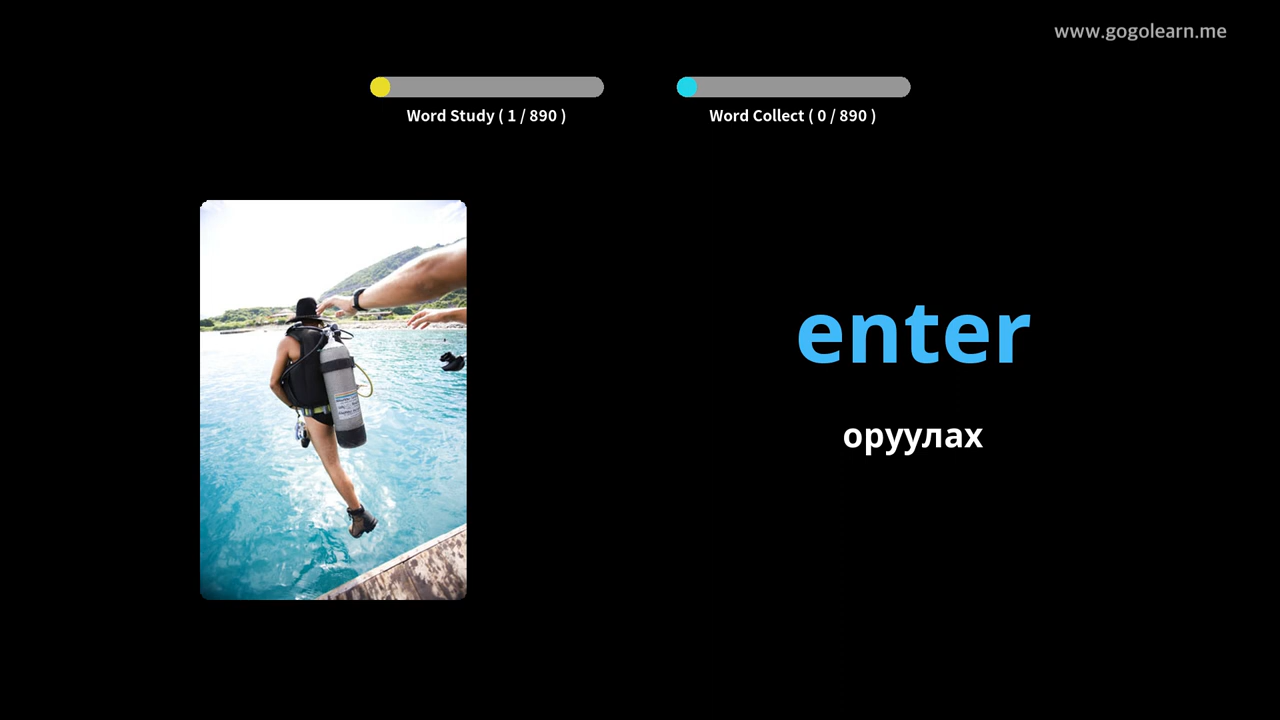 www.gogolearn.me
Word Study ( 1 / 890 )
Word Collect ( 0 / 890 )
enter
оруулах